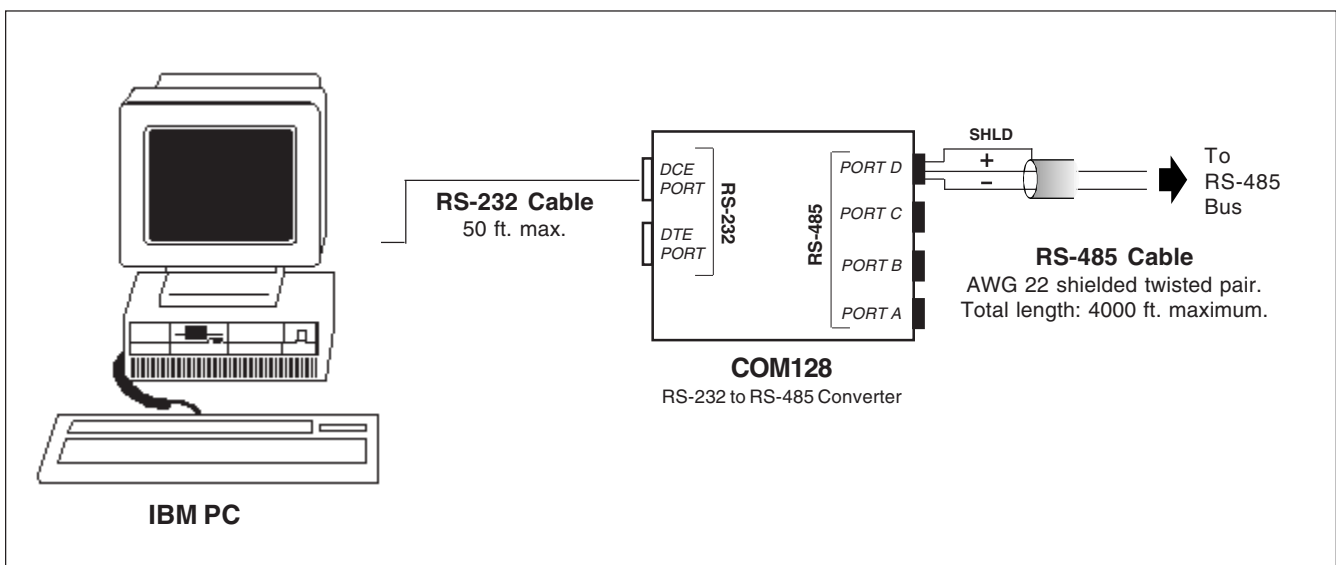 IBM PC
RS-232 Cable
50 ft. max.
DCE
PORT
DTE
PORT
RS-232
RS-485
PORT D
PORT C
PORT B
PORT A
COM128
RS-232 to RS-485 Converter
SHLD
+
–
To
RS-485
Bus
RS-485 Cable
AWG 22 shielded twisted pair.
Total length: 4000 ft. maximum.